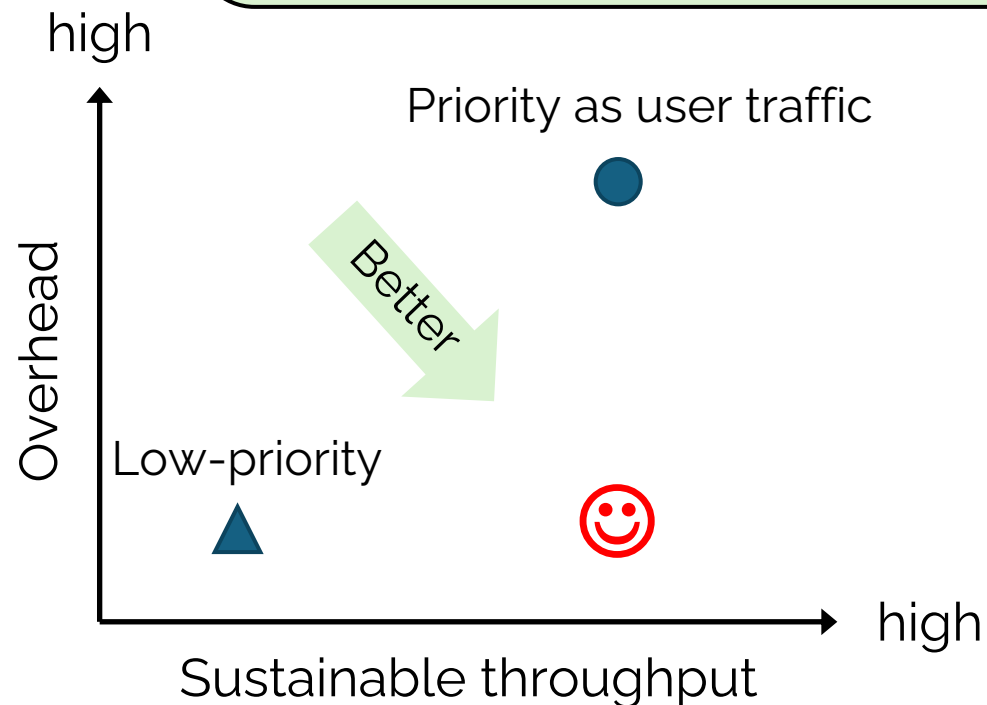 high
Priority as user traffic
Better
Overhead
Low-priority
high
Sustainable throughput